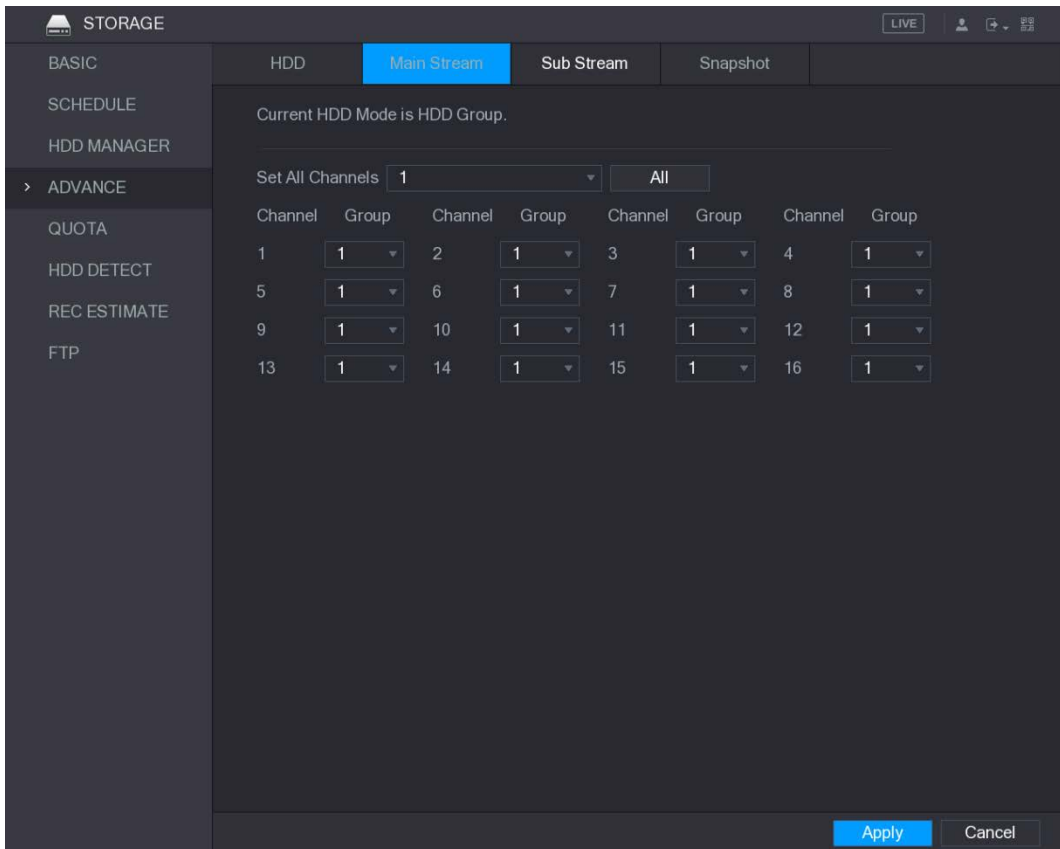 STORAGE LIVE
BASIC
SCHEDULE
HDD MANAGER
> ADVANCE
QUOTA
HDD DETECT
REC ESTIMATE
FTP
HDD Main Stream Sub Stream Snapshot
Current HDD Mode is HDD Group.
Set All Channels 1 All
Channel Group Channel Group Channel Group Channel Group
1 1 2 1 3 1 4 1
5 1 6 1 7 1 8 1
9 1 10 1 11 1 12 1
13 1 14 1 15 1 16 1
Apply Cancel